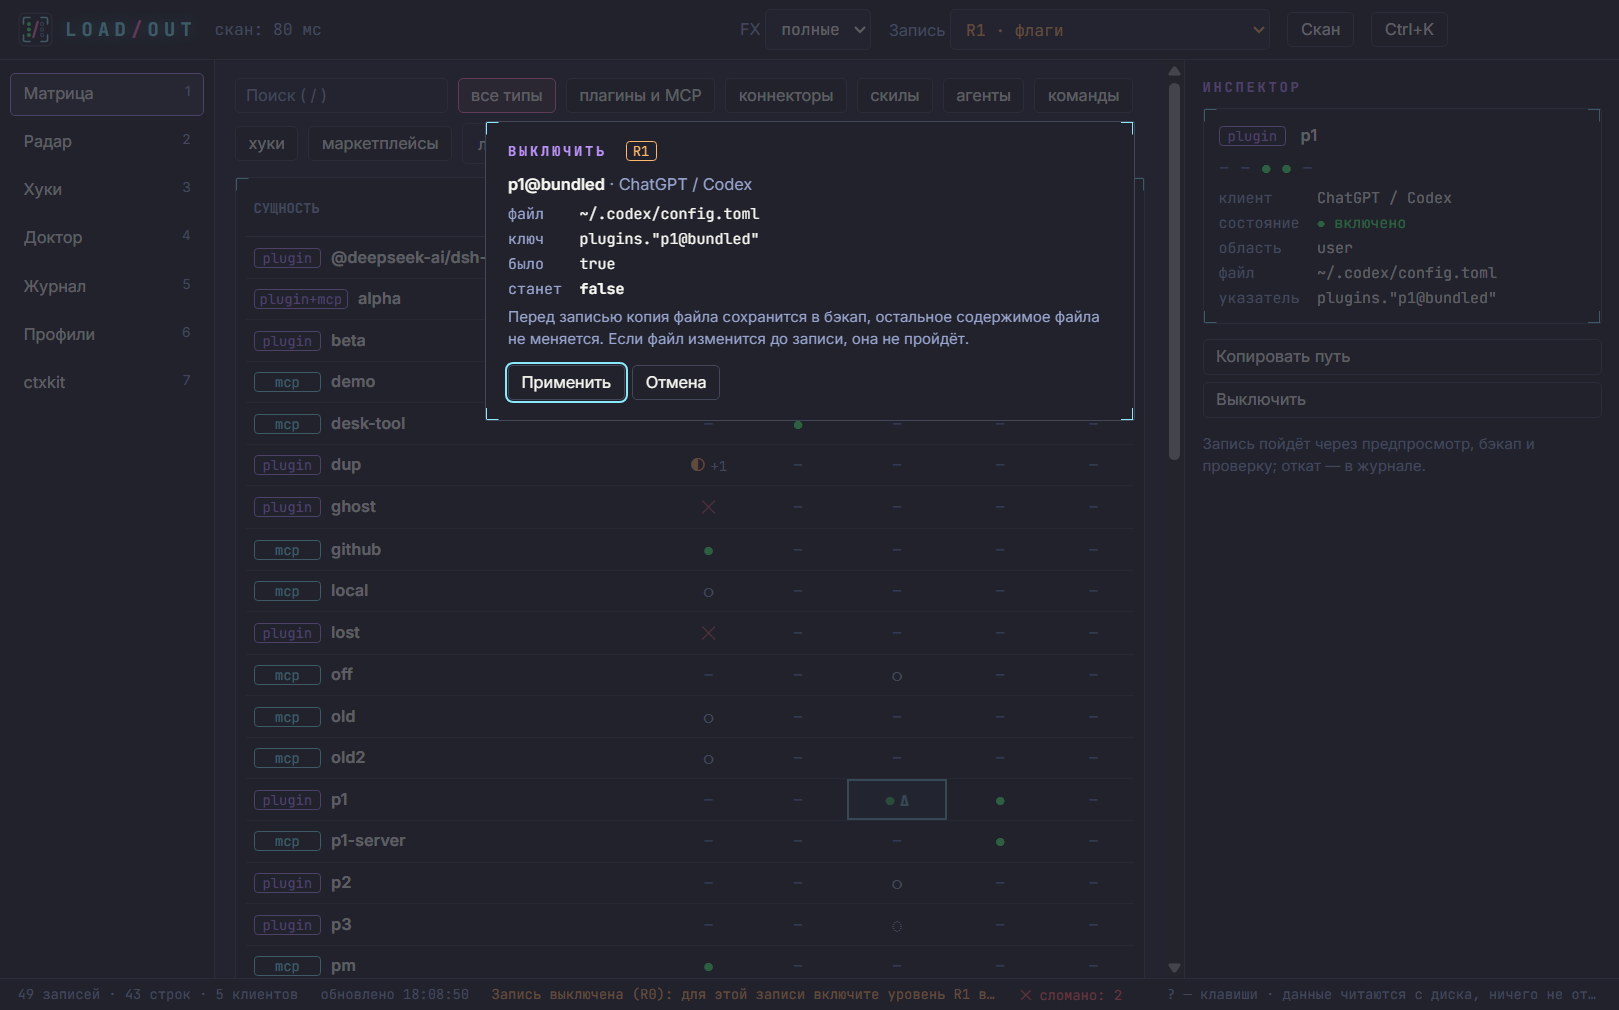 LOAD/OUT скан: 80 мс FX полные Запись R1 · флаги Скан Ctrl+K
Матрица 1
Радар 2
Хуки 3
Доктор 4
Журнал 5
Профили 6
ctxkit 7
Поиск ( / ) все типы плагины и MCP коннекторы скилы агенты команды
хуки маркетплейсы
ВЫКЛЮЧИТЬ R1
p1@bundled · ChatGPT / Codex
файл ~/.codex/config.toml
ключ plugins."p1@bundled"
было true
станет false
Перед записью копия файла сохранится в бэкап, остальное содержимое файла
не меняется. Если файл изменится до записи, она не пройдёт.
Применить Отмена
СУЩНОСТЬ
plugin @deepseek-ai/dsh-
plugin+mcp alpha
plugin beta
mcp demo
mcp desk-tool – ● – – –
plugin dup ◐ +1 – – – –
plugin ghost × – – – –
mcp github ● – – – –
mcp local ○ – – – –
plugin lost × – – – –
mcp off – – ○ – –
mcp old ○ – – – –
mcp old2 ○ – – – –
plugin p1 – – ● Δ ● –
mcp p1-server – – – ● –
plugin p2 – – ○ – –
plugin p3 – – ◌ – –
mcp pm ● – – – –
ИНСПЕКТОР
plugin p1
– – ● ● –
клиент ChatGPT / Codex
состояние ● включено
область user
файл ~/.codex/config.toml
указатель plugins."p1@bundled"
Копировать путь
Выключить
Запись пойдёт через предпросмотр, бэкап и
проверку; откат — в журнале.
49 записей · 43 строк · 5 клиентов обновлено 18:08:50 Запись выключена (R0): для этой записи включите уровень R1 в… × сломано: 2 ? — клавиши · данные читаются с диска, ничего не от…